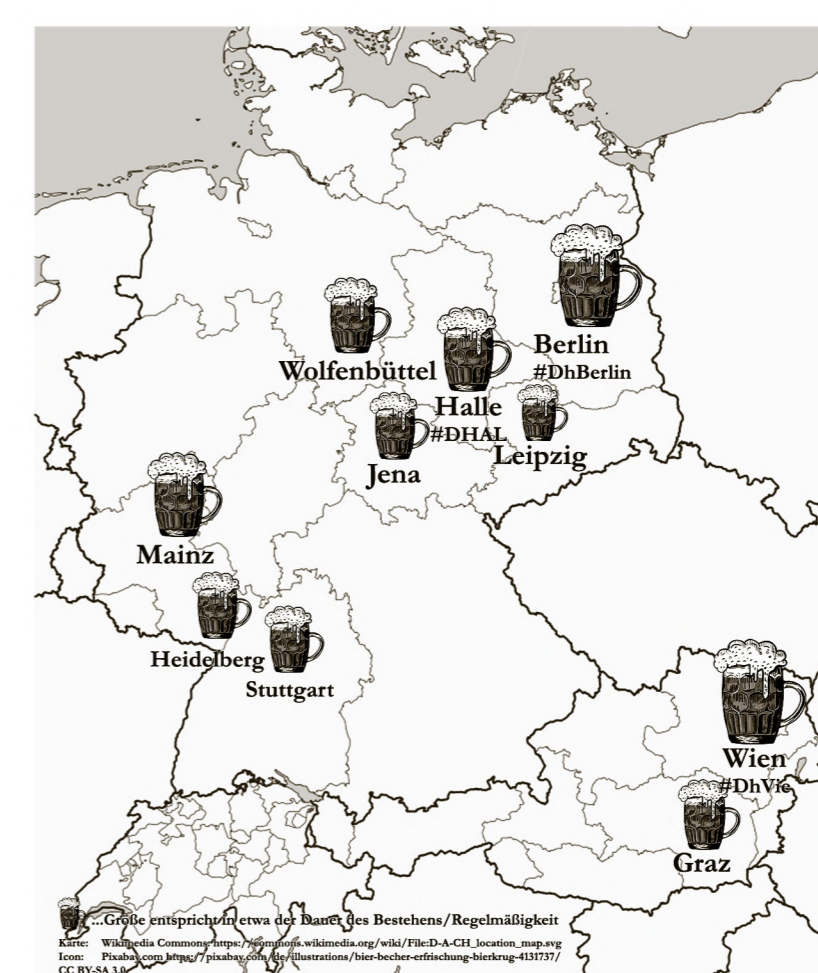 Berlin
#DhBerlin
Wolfenbüttel
Halle
#DHAL
Leipzig
Jena
Mainz
Heidelberg
Stuttgart
Wien
#DhVie
Graz
...Größe entspricht in etwa der Dauer des Bestehens/Regelmäßigkeit
Karte: Wikimedia Commons: https://commons.wikimedia.org/wiki/File:D-A-CH_location_map.svg
Icon: Pixabay.com https://pixabay.com/de/illustrations/bier-becher-erfrischung-bierkrug-4131737/
CC BY-SA 3.0